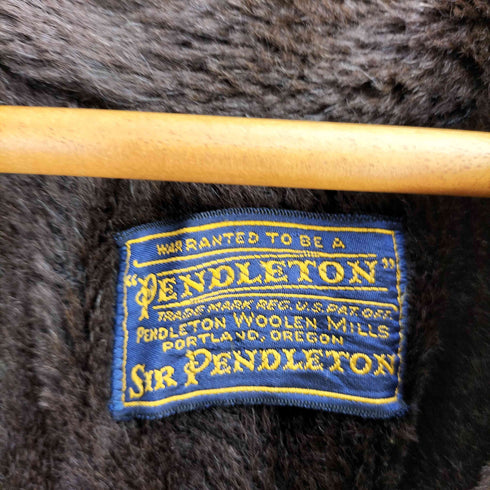 WARRANTED TO BE A
"PENDLETON"
TRADE MARK REG. U.S. PAT. OFF.
PENDLETON WOOLEN MILLS
PORTLAND, OREGON
SIR PENDLETON